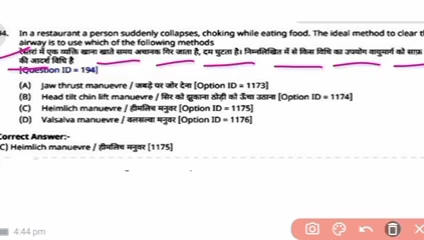 04. In a restaurant a person suddenly collapses, choking while eating food. The ideal method to clear t
airway is to use which of the following methods
में एक व्यक्ति खाना खाते समय अचानक गिर जाता है, दम घुटता है। निम्नलिखित में से किस विधि का उपयोग वायुमार्ग को साफ़
की आदर्श विधि है
[Question ID = 194]
(A) Jaw thrust manuevre / जबड़े पर जोर देना [Option ID = 1173]
(B) Head tilt chin lift manuevre / सिर को झुकाना ठोड़ी को ऊँचा उठाना [Option ID = 1174]
(C) Heimlich manuevre / हीमलिच मनुवर [Option ID = 1175]
(D) Valsalva manuevre / वलसल्वा मनुवर [Option ID = 1176]
Correct Answer:-
C) Heimlich manuevre / हीमलिच मनुवर [1175]
4:44 pm